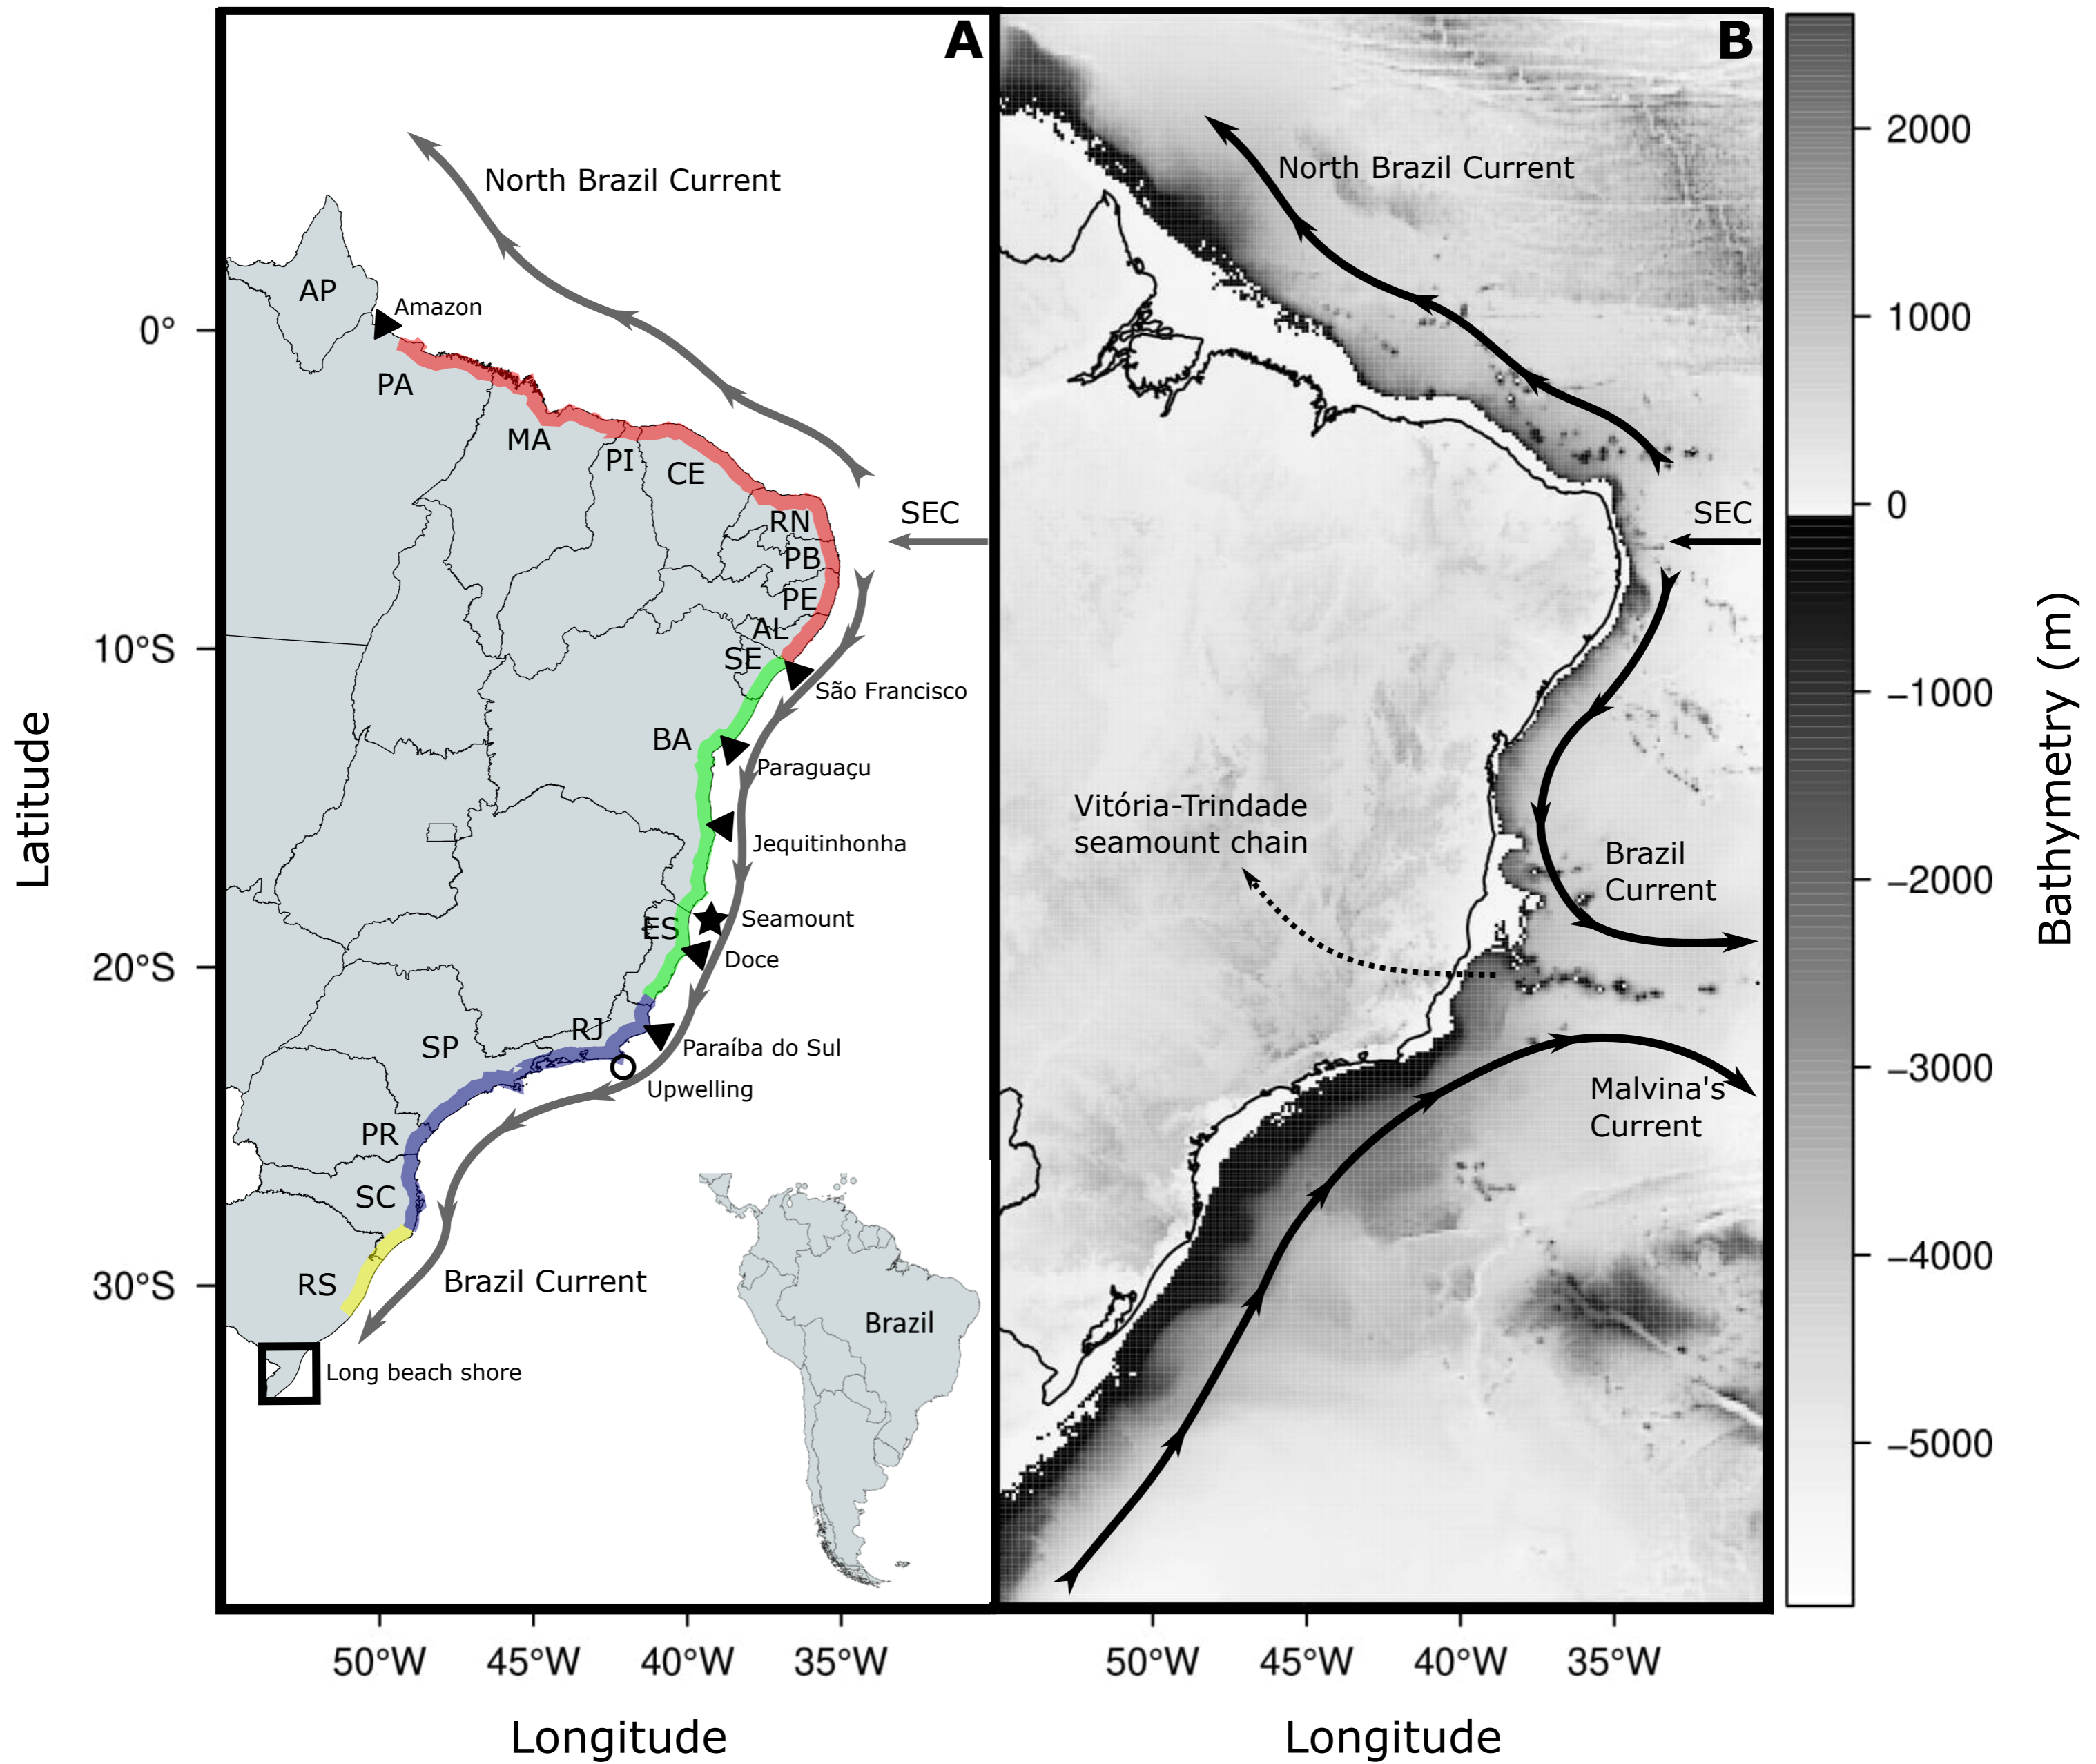 A
North Brazil Current
AP
Amazon
PA
MA
PI
CE
RN
PB
PE
AL
SE
SEC
São Francisco
BA
Paraguaçu
Jequitinhonha
ES
Seamount
Doce
RJ
SP
Paraíba do Sul
Upwelling
PR
SC
RS
Brazil Current
Long beach shore
Brazil
Latitude
0°
10°S
20°S
30°S
50°W
45°W
40°W
35°W
Longitude
B
North Brazil Current
SEC
Vitória-Trindade
seamount chain
Brazil
Current
Malvina's
Current
50°W
45°W
40°W
35°W
Longitude
2000
1000
0
−1000
−2000
−3000
−4000
−5000
Bathymetry (m)